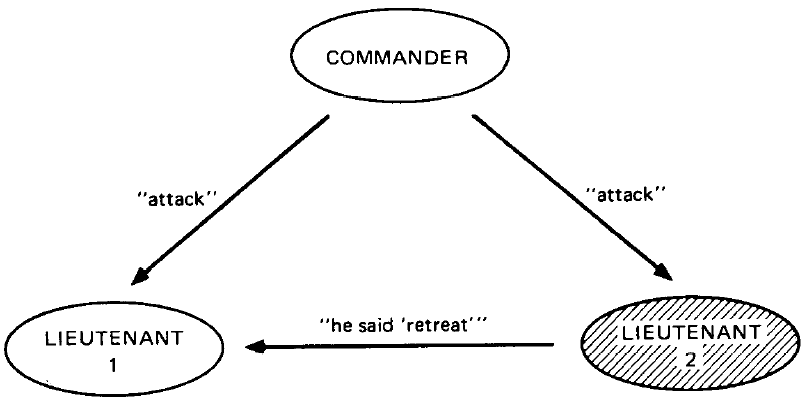 COMMANDER
"attack"
"attack"
"he said 'retreat'"
LIEUTENANT
1
LIEUTENANT
2